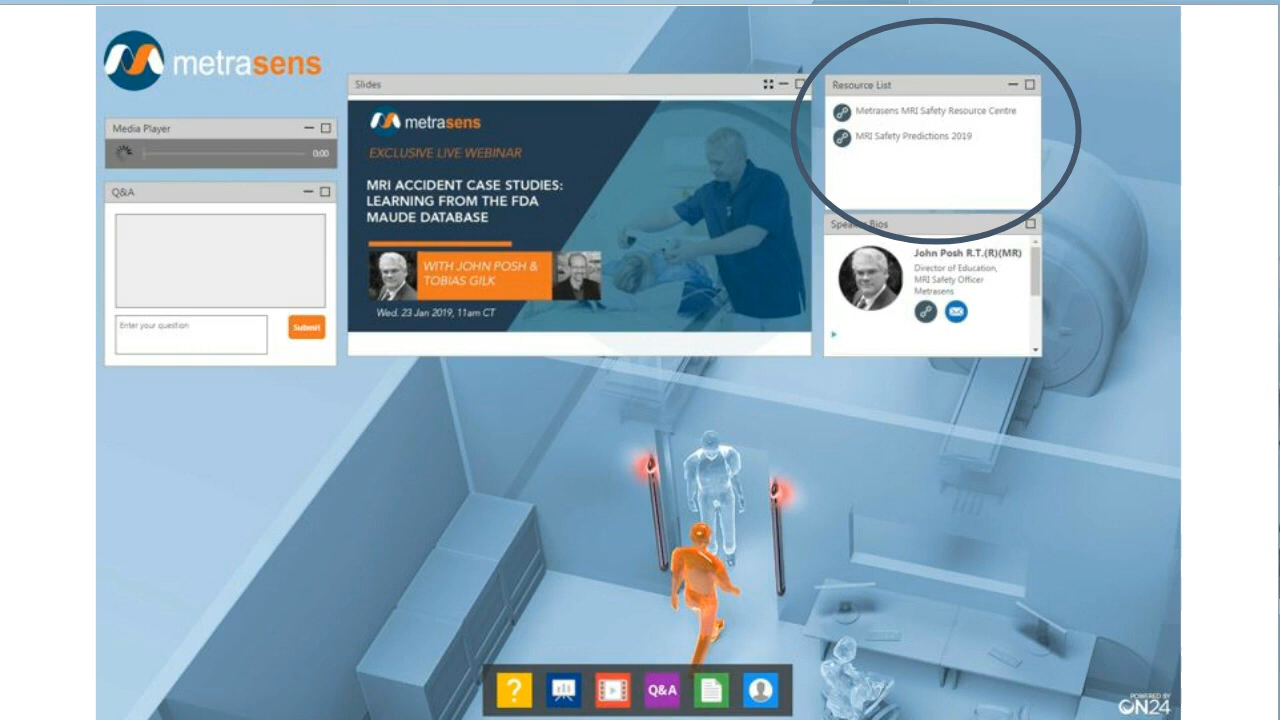 metrasens
Media Player
0:00
Q&A
Enter your question
Submit
Slides
metrasens
EXCLUSIVE LIVE WEBINAR
MRI ACCIDENT CASE STUDIES:
LEARNING FROM THE FDA
MAUDE DATABASE
WITH JOHN POSH &
TOBIAS GILK
Wed. 23 Jan 2019, 11am CT
Resource List
Metrasens MRI Safety Resource Centre
MRI Safety Predictions 2019
Speaker Bios
John Posh R.T.(R)(MR)
Director of Education,
MRI Safety Officer
Metrasens
?
Q&A
POWERED BY
ON24